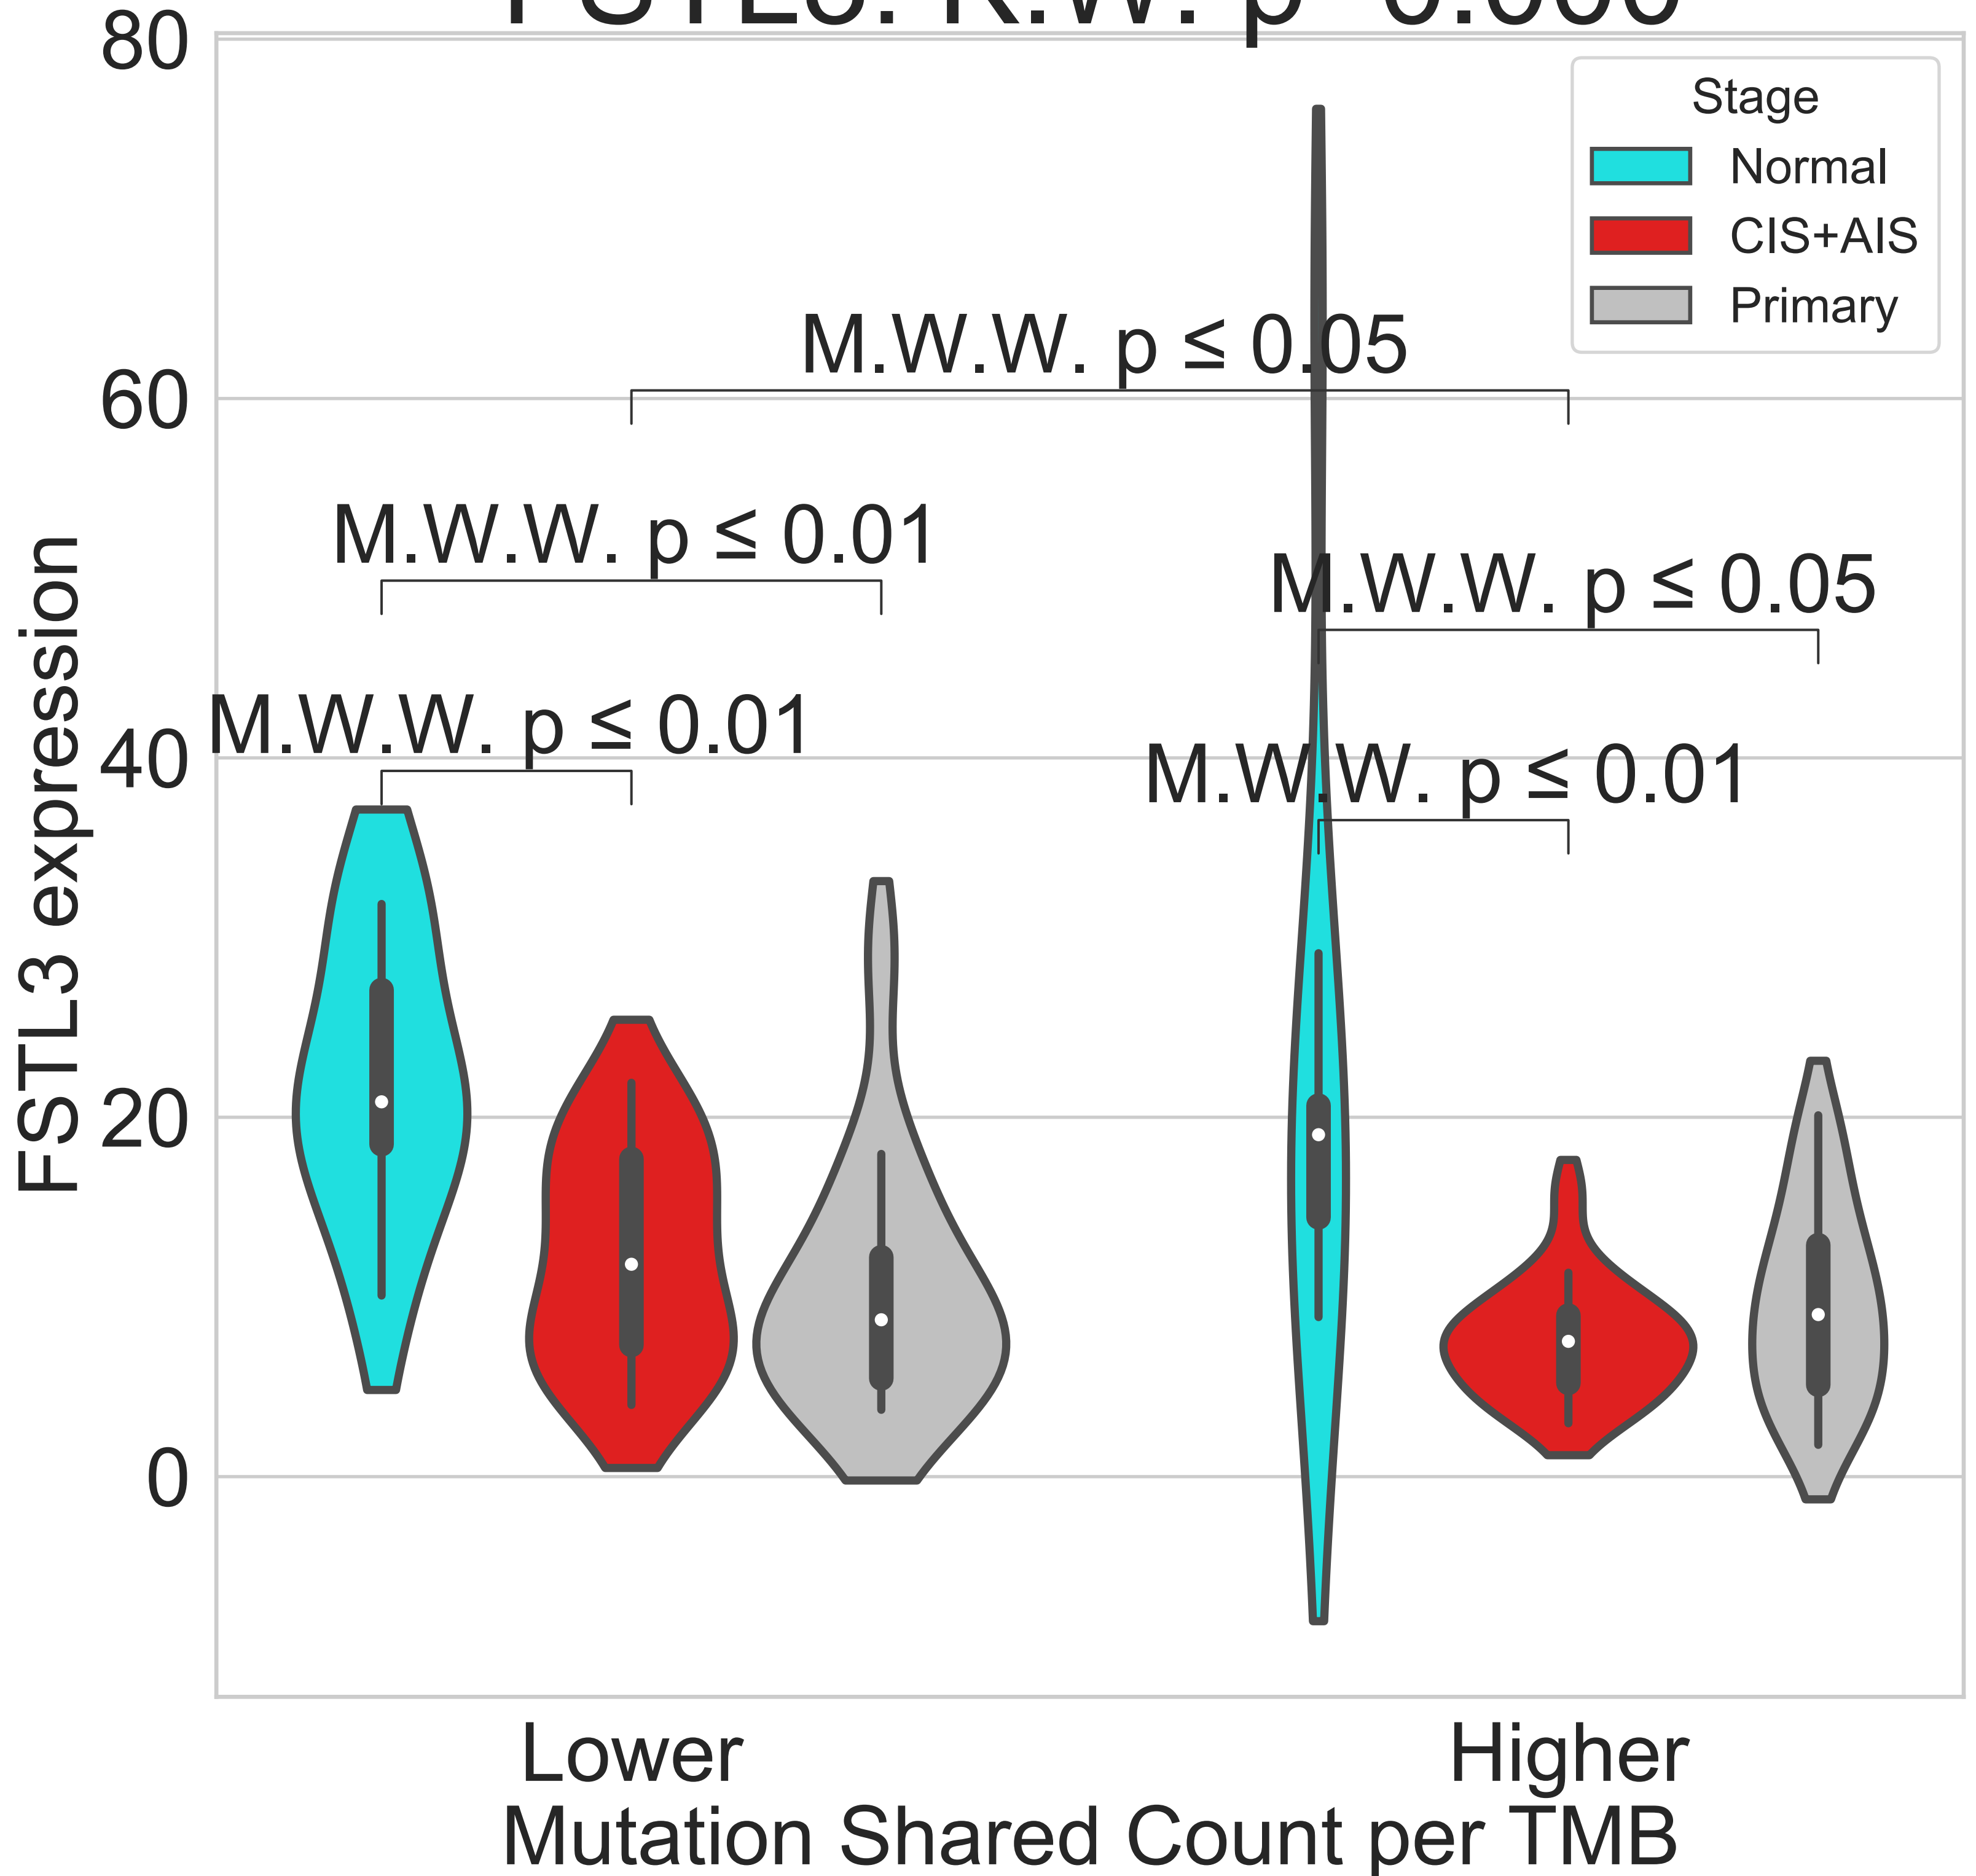 80
Stage
Normal
CIS+AIS
Primary
M.W.W. p ≤ 0.05
60
M.W.W. p ≤ 0.01
M.W.W. p ≤ 0.05
M.W.W. p ≤ 0.01
40
M.W.W. p ≤ 0.01
FSTL3 expression
20
0
Lower
Higher
Mutation Shared Count per TMB